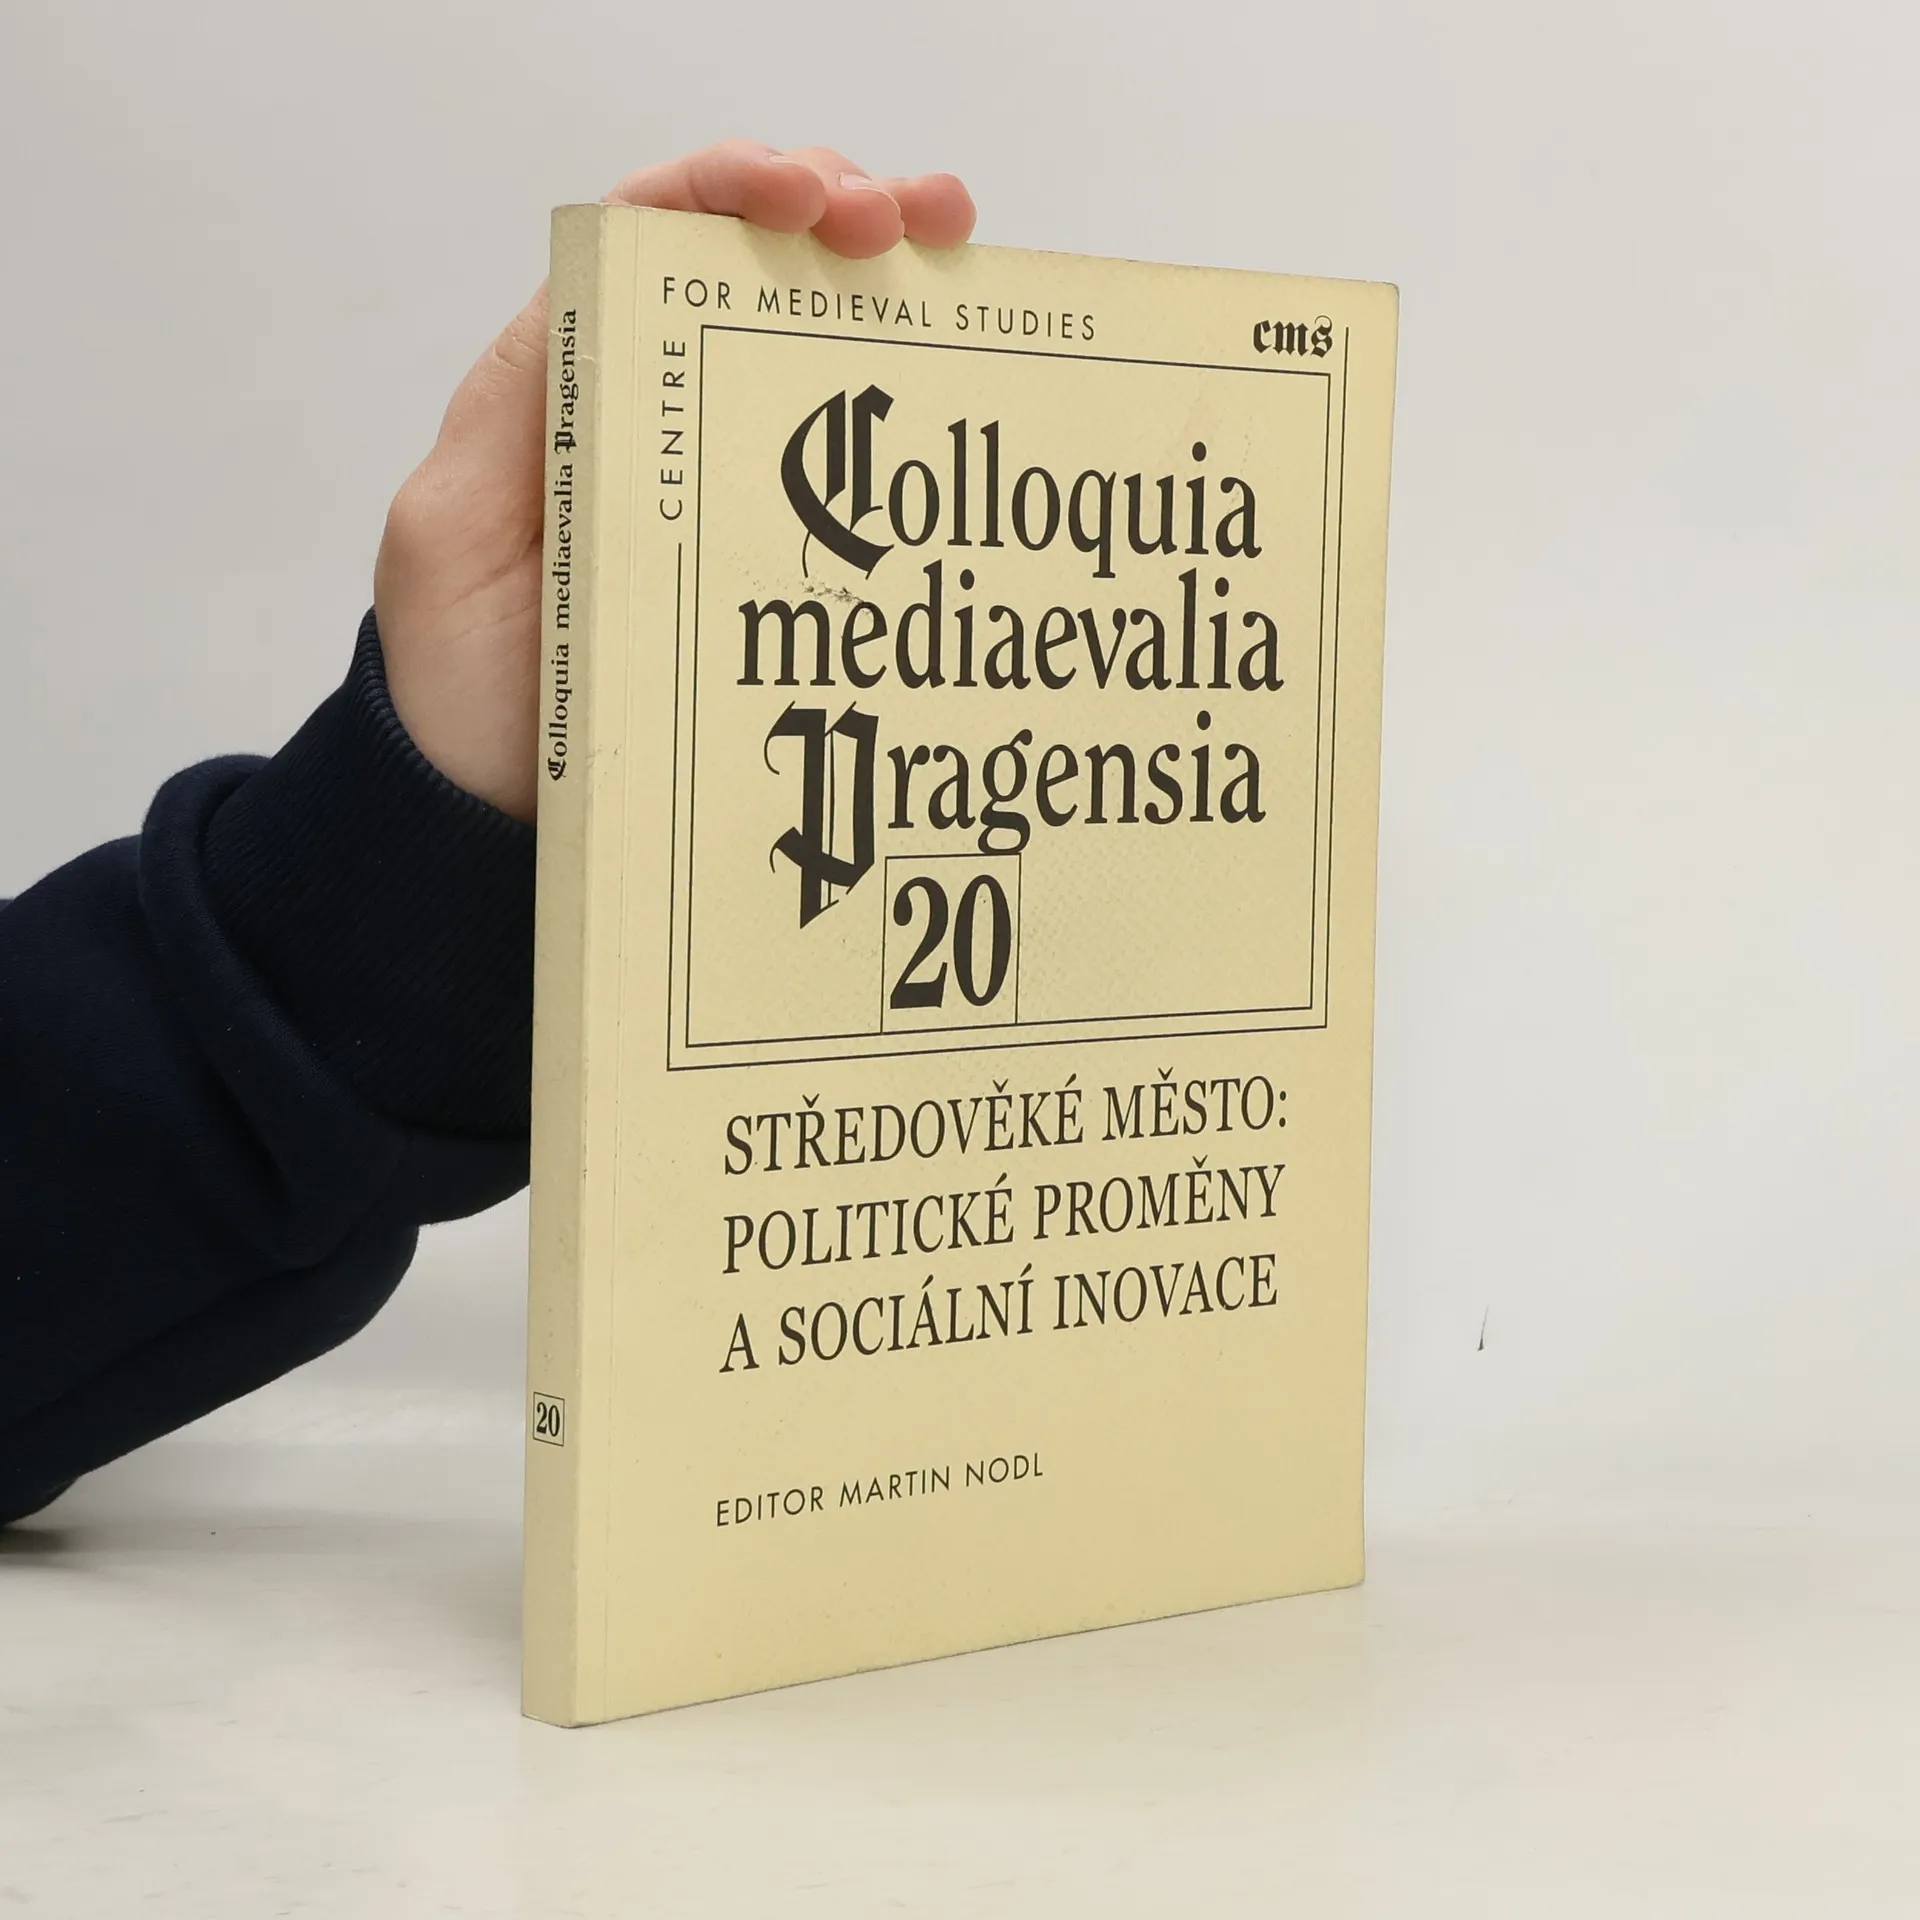 Colloquia mediaevalia Pragensia
20
CENTRE
FOR MEDIEVAL STUDIES
cms
Colloquia
mediaevalia
Pragensia
20
STŘEDOVĚKÉ MĚSTO:
POLITICKÉ PROMĚNY
A SOCIÁLNÍ INOVACE
EDITOR MARTIN NODL